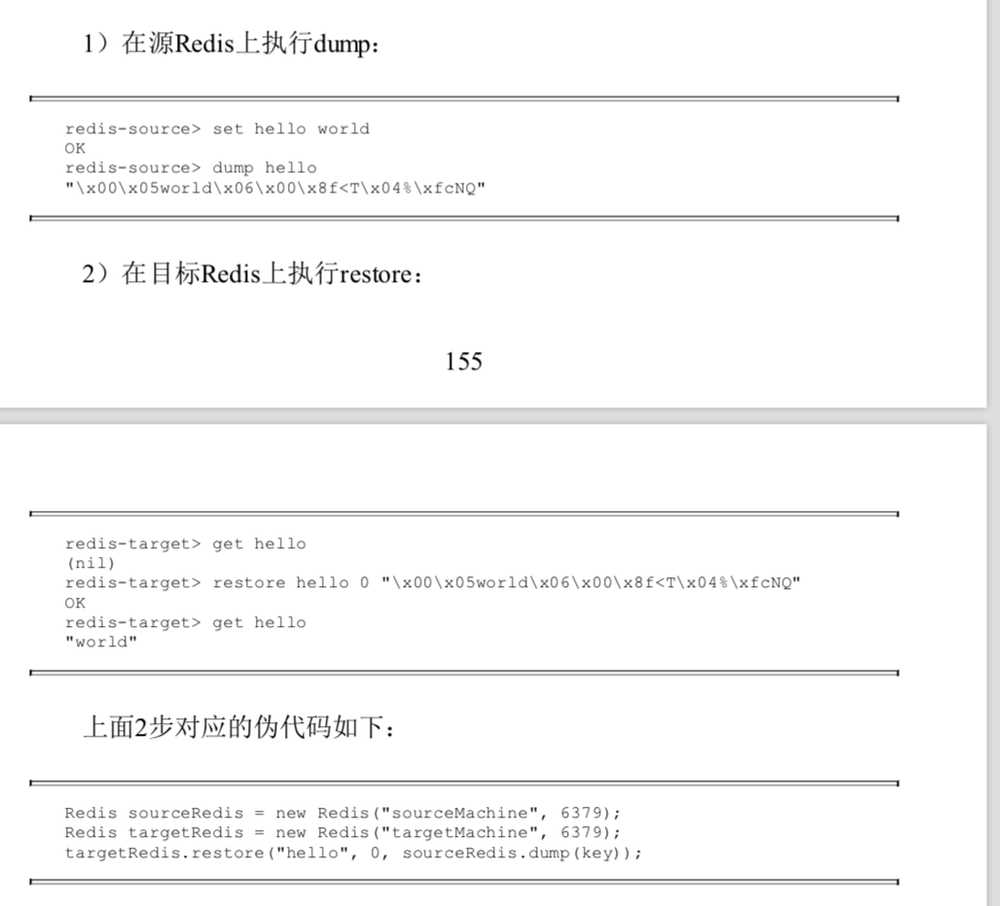 1）在源Redis上执行dump：
redis-source> set hello world
OK
redis-source> dump hello
"\x00\x05world\x06\x00\x8f<T\x04%\xfcNQ"
2）在目标Redis上执行restore：
155
redis-target> get hello
(nil)
redis-target> restore hello 0 "\x00\x05world\x06\x00\x8f<T\x04%\xfcNQ"
OK
redis-target> get hello
"world"
上面2步对应的伪代码如下：
Redis sourceRedis = new Redis("sourceMachine", 6379);
Redis targetRedis = new Redis("targetMachine", 6379);
targetRedis.restore("hello", 0, sourceRedis.dump(key));